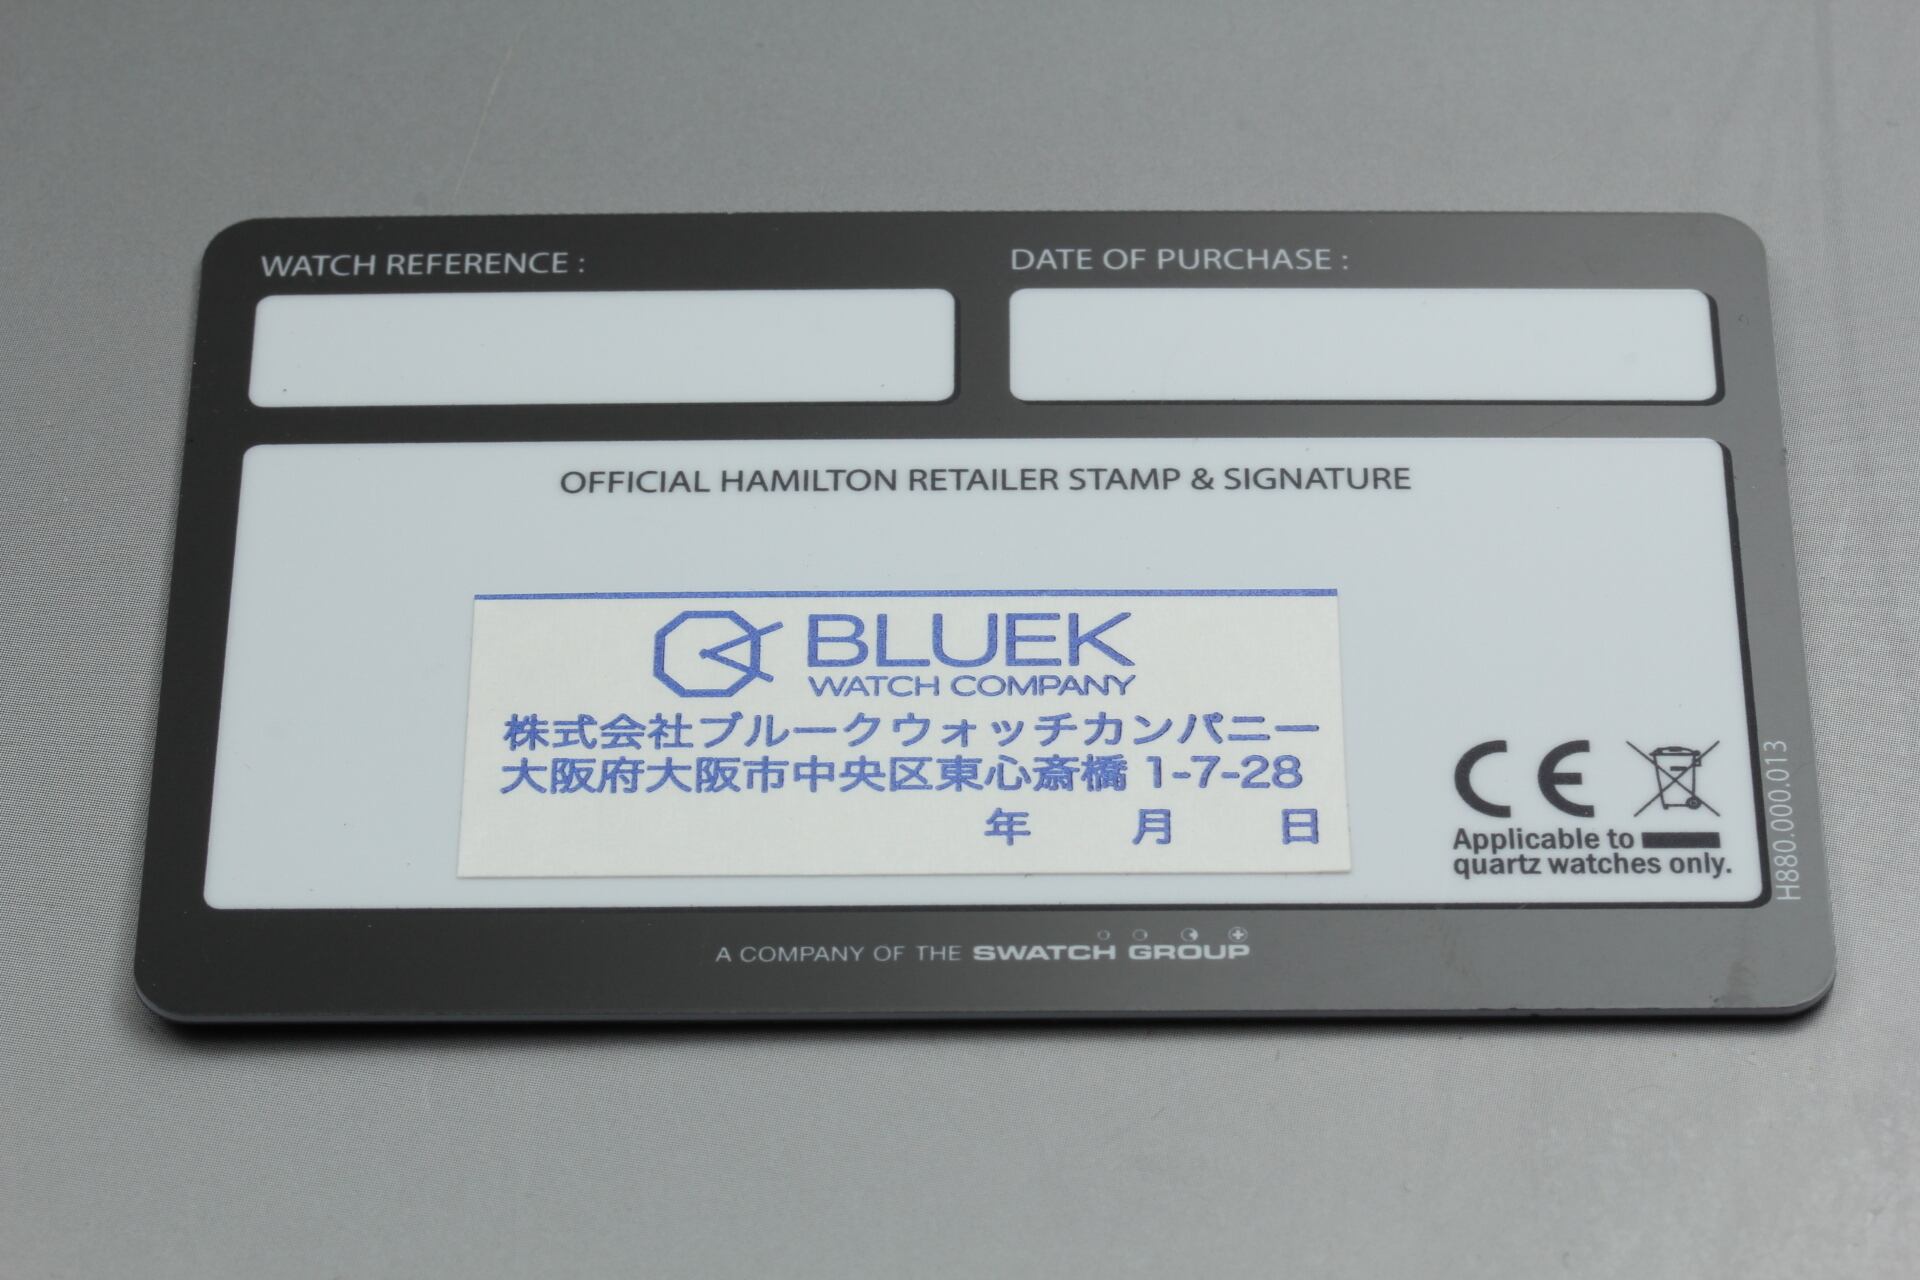 WATCH REFERENCE :
DATE OF PURCHASE :
OFFICIAL HAMILTON RETAILER STAMP & SIGNATURE
BLUEK
WATCH COMPANY
株式会社ブルークウォッチカンパニー
大阪府大阪市中央区東心斎橋 1-7-28
年 月 日
CE
Applicable to
quartz watches only.
H880.000.013
A COMPANY OF THE SWATCH GROUP